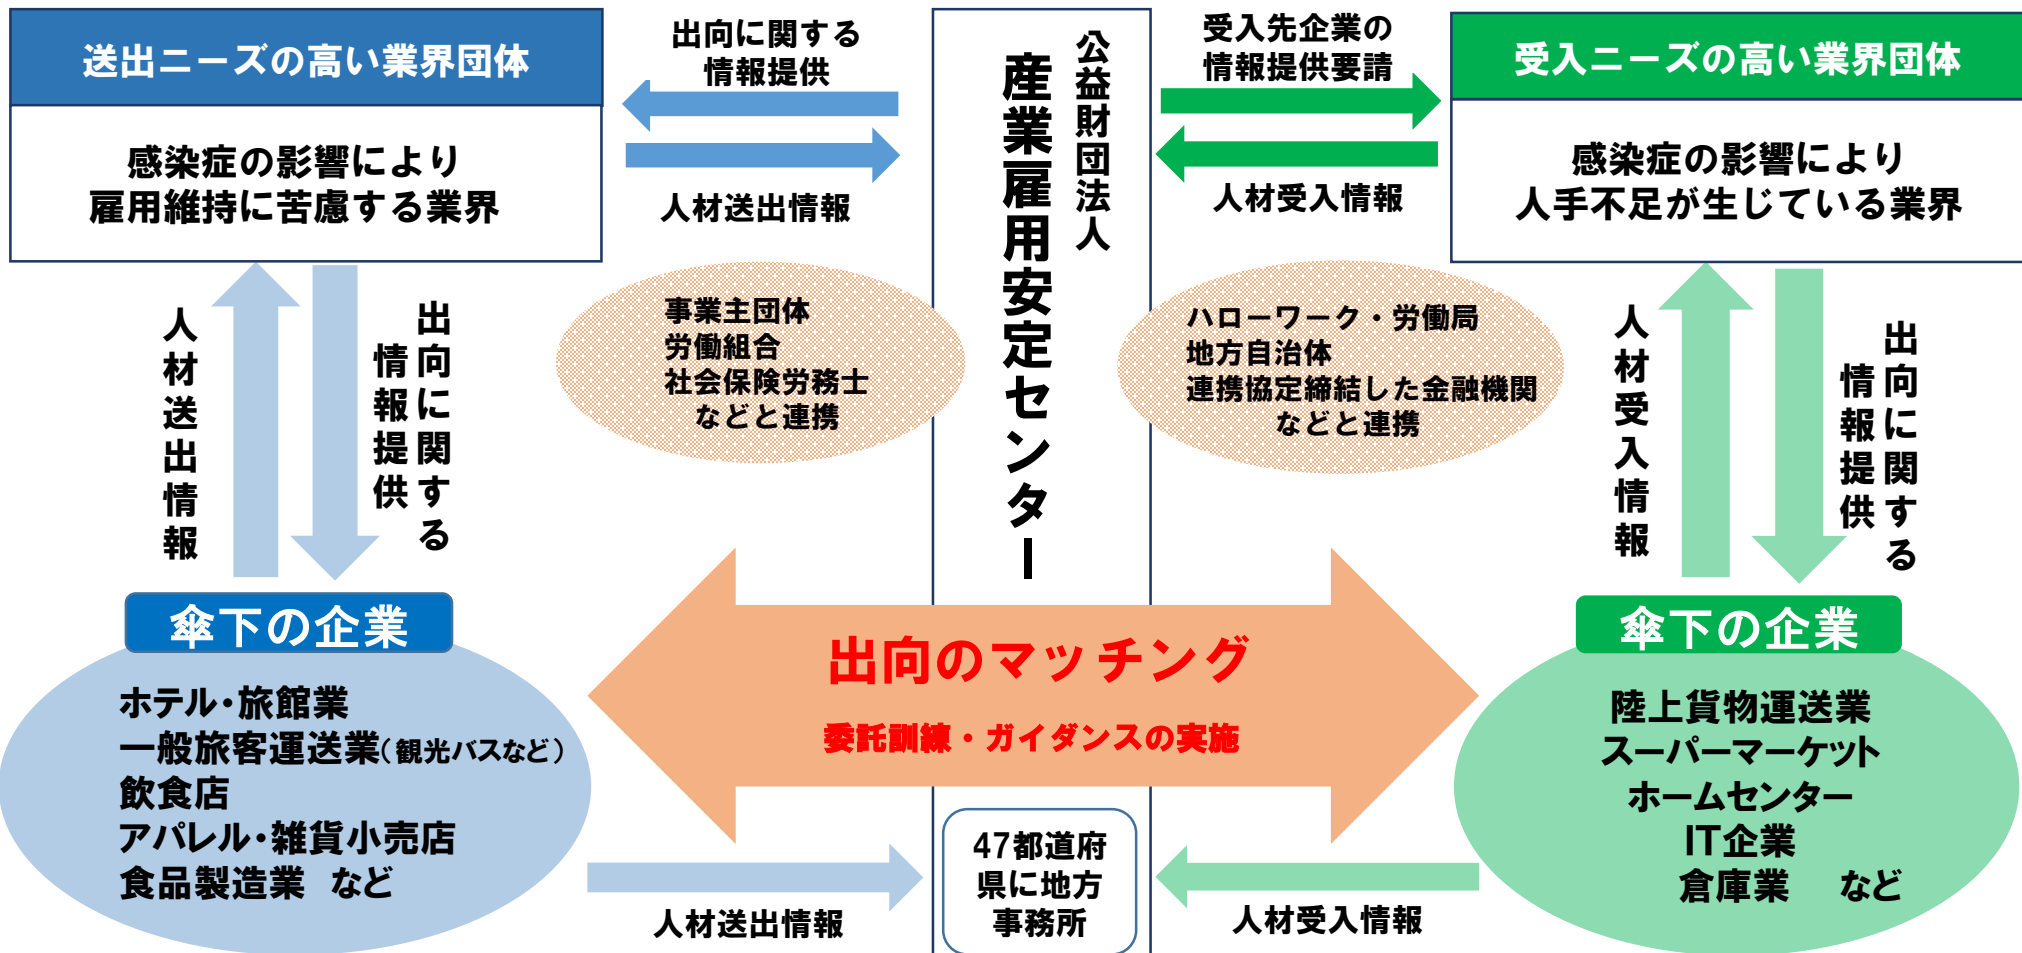 送出ニーズの高い業界団体
感染症の影響により
雇用維持に苦慮する業界
出向に関する
情報提供
人材送出情報
公益財団法人
産業雇用安定センター
受入先企業の
情報提供要請
人材受入情報
受入ニーズの高い業界団体
感染症の影響により
人手不足が生じている業界
人材送出情報
出向に関する
情報提供
事業主団体
労働組合
社会保険労務士
などと連携
ハローワーク・労働局
地方自治体
連携協定締結した金融機関
などと連携
人材受入情報
出向に関する
情報提供
傘下の企業
ホテル・旅館業
一般旅客運送業(観光バスなど)
飲食店
アパレル・雑貨小売店
食品製造業 など
出向のマッチング
委託訓練・ガイダンスの実施
傘下の企業
陸上貨物運送業
スーパーマーケット
ホームセンター
IT企業
倉庫業 など
人材送出情報
47都道府
県に地方
事務所
人材受入情報